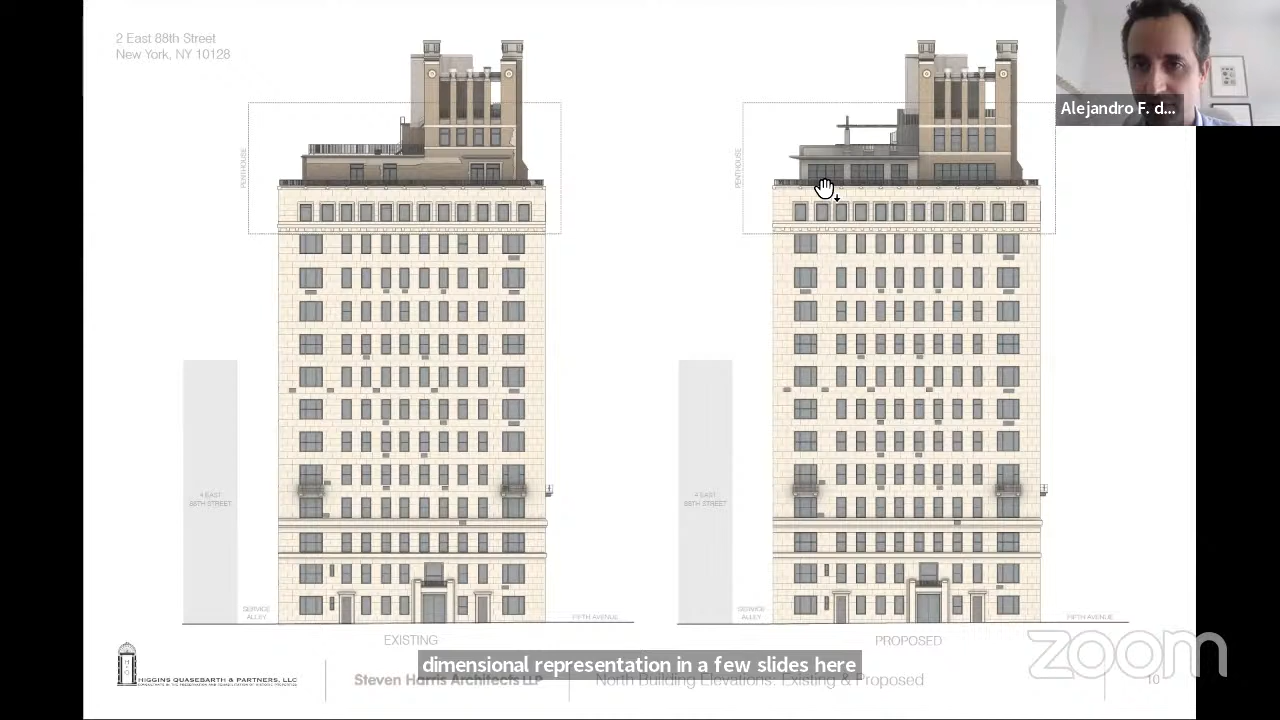 2 East 88th Street
New York, NY 10128
Alejandro F. d...
PENTHOUSE
PENTHOUSE
4 EAST
88TH STREET
4 EAST
88TH STREET
SERVICE
ALLEY
FIFTH AVENUE
SERVICE
ALLEY
FIFTH AVENUE
EXISTING
PROPOSED
zoom
dimensional representation in a few slides here
HIGGINS QUASEBARTH & PARTNERS, LLC
Steven Harris Architects LLP
North Building Elevations: Existing & Proposed
10